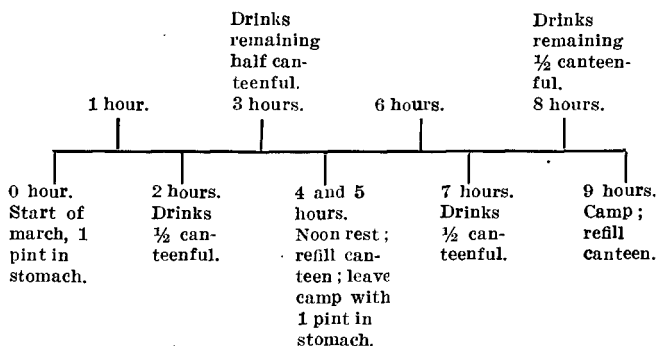 Drinks
remaining
half can-
teenful.
3 hours.
Drinks
remaining
½ canteen-
ful.
8 hours.
1 hour.
6 hours.
0 hour.
Start of
march, 1
pint in
stomach.
2 hours.
Drinks
½ can-
teenful.
4 and 5
hours.
Noon rest;
refill can-
teen; leave
camp with
1 pint in
stomach.
7 hours.
Drinks
½ can-
teenful.
9 hours.
Camp;
refill
canteen.